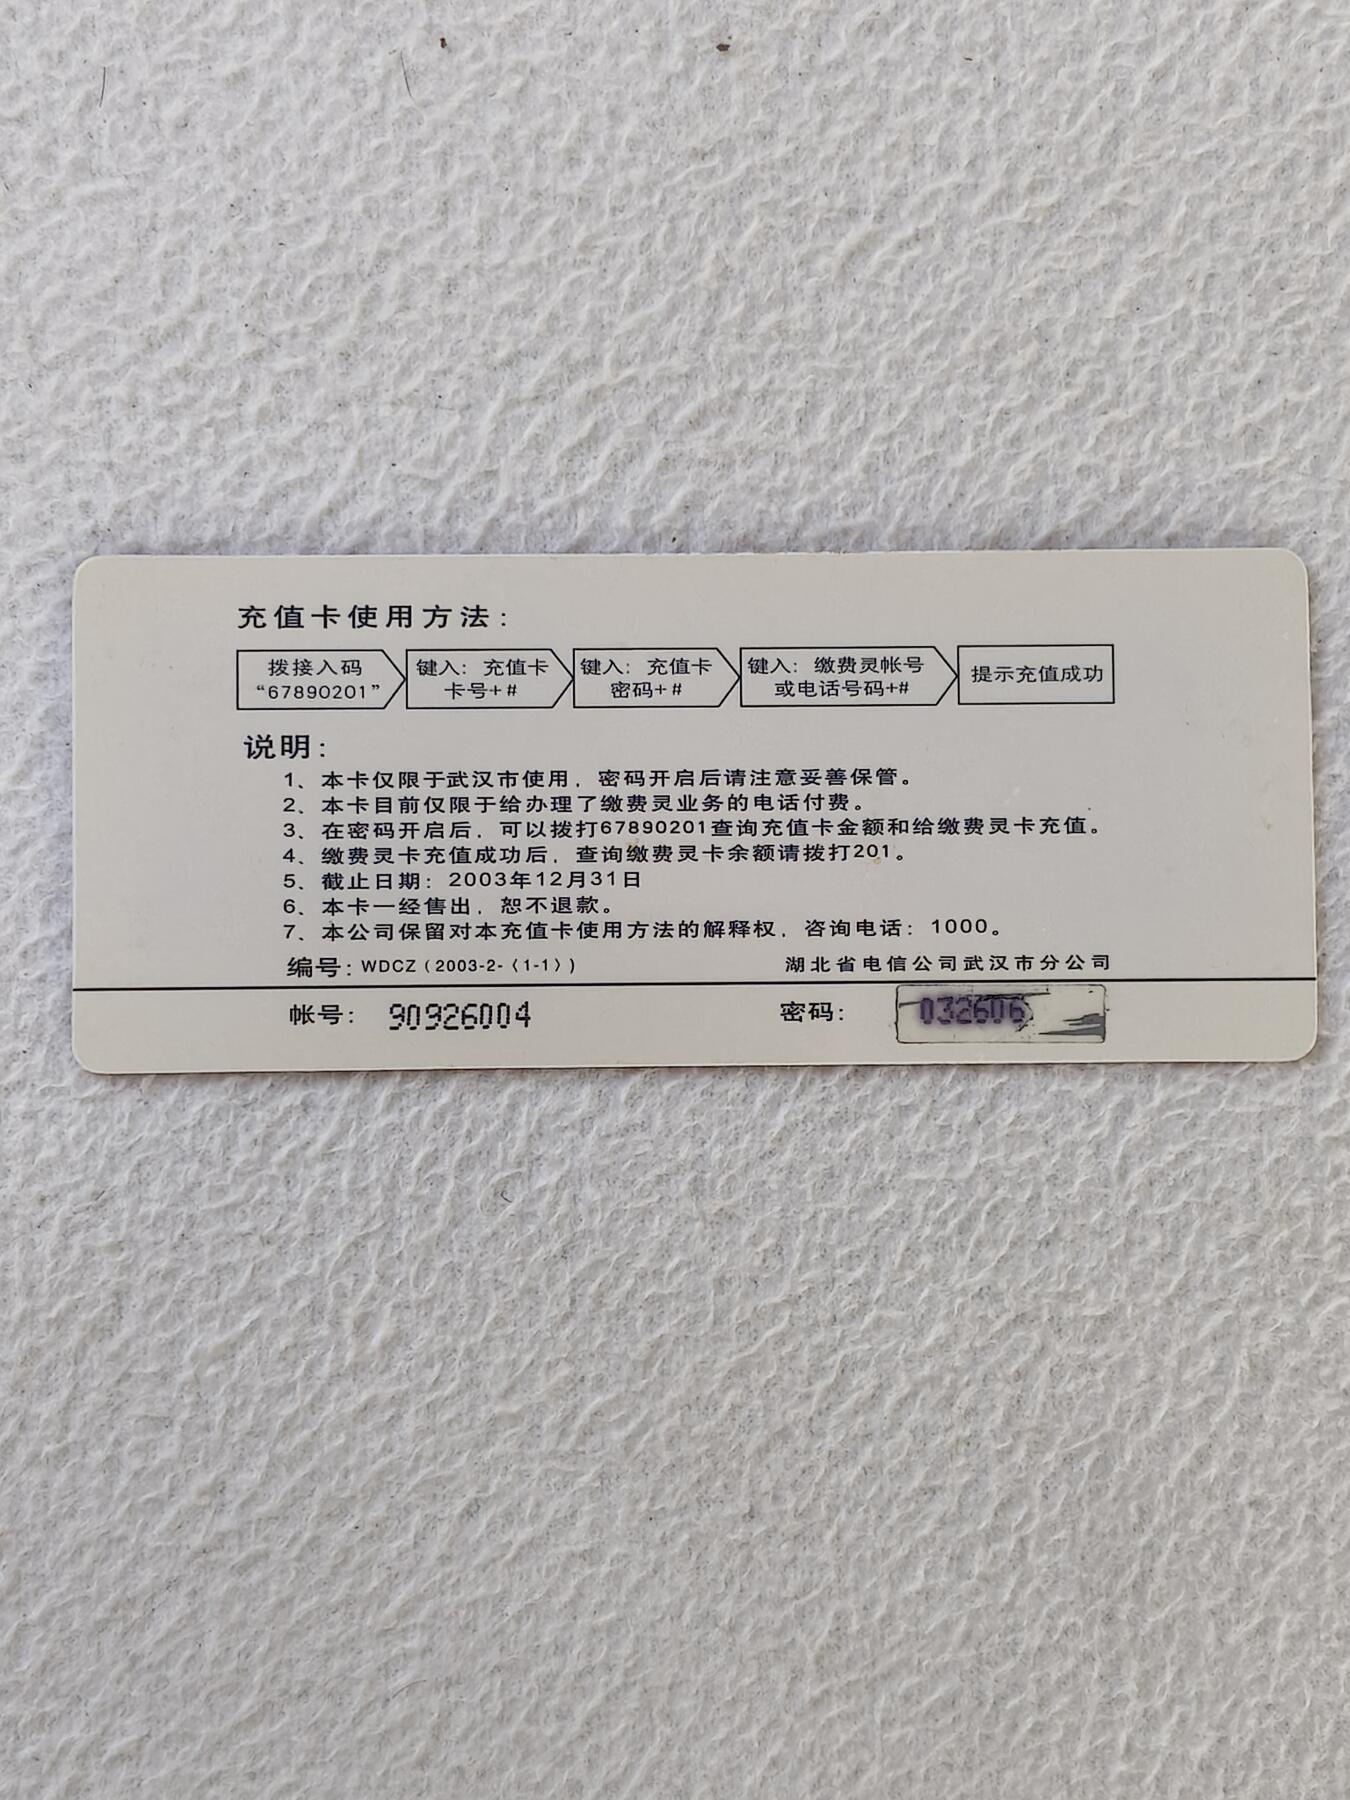 充值卡使用方法：
拨接入码
“67890201”
键入：充值卡
卡号+#
键入：充值卡
密码+#
键入：缴费灵帐号
或电话号码+#
提示充值成功
说明：
1、本卡仅限于武汉市使用，密码开启后请注意妥善保管。
2、本卡目前仅限于给办理了缴费灵业务的电话付费。
3、在密码开启后，可以拨打67890201查询充值卡金额和给缴费灵卡充值。
4、缴费灵卡充值成功后，查询缴费灵卡余额请拨打201。
5、截止日期：2003年12月31日
6、本卡一经售出，恕不退款。
7、本公司保留对本充值卡使用方法的解释权，咨询电话：1000。
编号：WDCZ（2003-2-〈1-1〉）
湖北省电信公司武汉市分公司
帐号：90926004
密码：032606